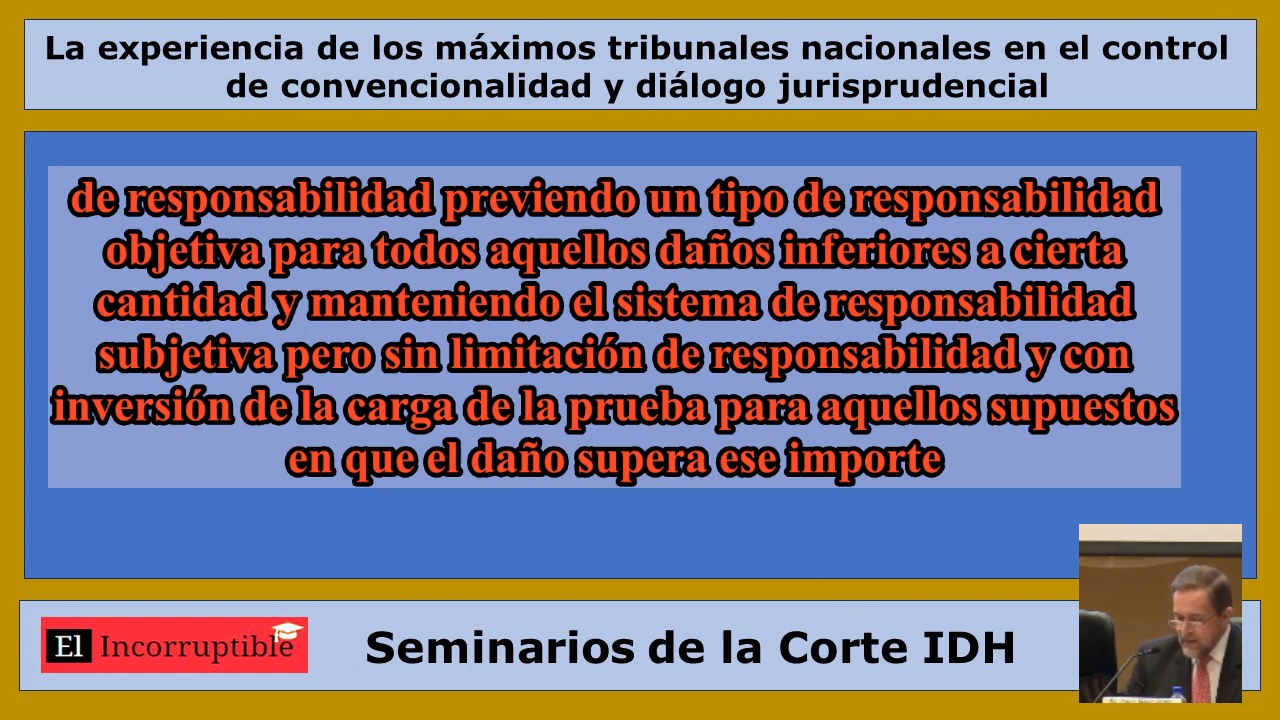 La experiencia de los máximos tribunales nacionales en el control
de convencionalidad y diálogo jurisprudencial
de responsabilidad previendo un tipo de responsabilidad
objetiva para todos aquellos daños inferiores a cierta
cantidad y manteniendo el sistema de responsabilidad
subjetiva pero sin limitación de responsabilidad y con
inversión de la carga de la prueba para aquellos supuestos
en que el daño supera ese importe
El Incorruptible
Seminarios de la Corte IDH